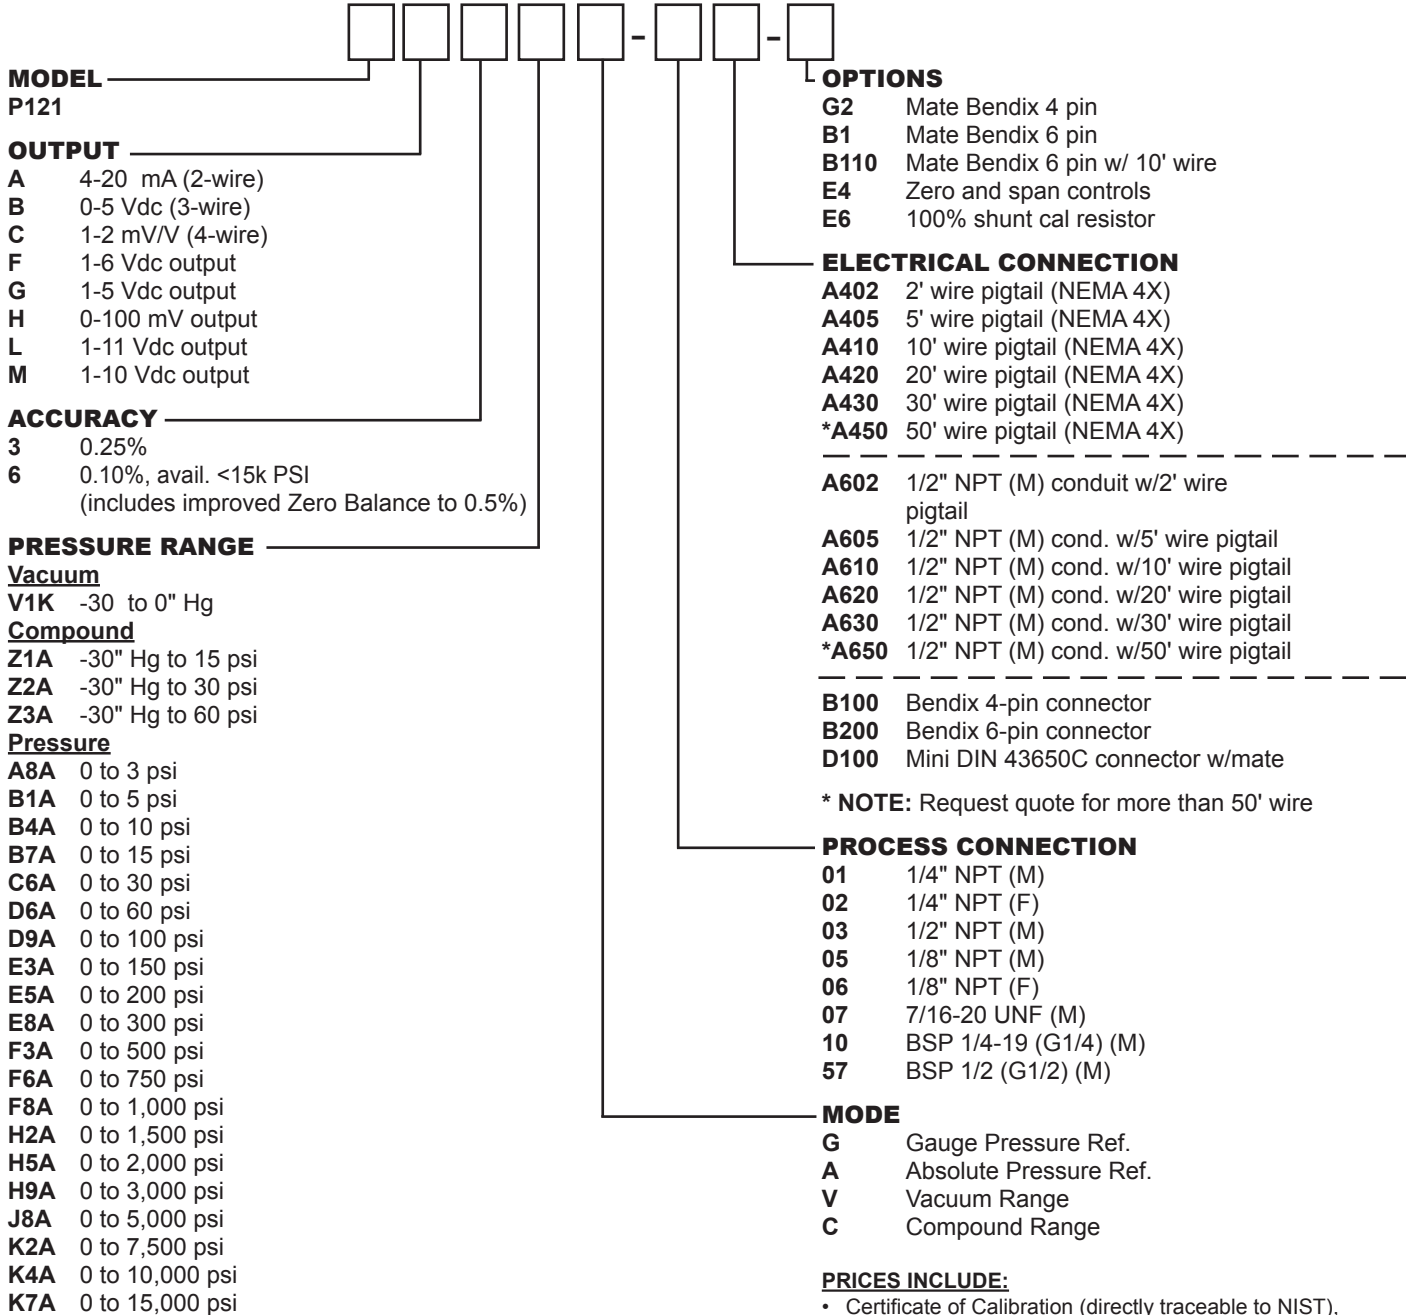 - -
MODEL
P121
OUTPUT
A 4-20 mA (2-wire)
B 0-5 Vdc (3-wire)
C 1-2 mV/V (4-wire)
F 1-6 Vdc output
G 1-5 Vdc output
H 0-100 mV output
L 1-11 Vdc output
M 1-10 Vdc output
ACCURACY
3 0.25%
6 0.10%, avail. <15k PSI
(includes improved Zero Balance to 0.5%)
PRESSURE RANGE
Vacuum
V1K -30 to 0" Hg
Compound
Z1A -30" Hg to 15 psi
Z2A -30" Hg to 30 psi
Z3A -30" Hg to 60 psi
Pressure
A8A 0 to 3 psi
B1A 0 to 5 psi
B4A 0 to 10 psi
B7A 0 to 15 psi
C6A 0 to 30 psi
D6A 0 to 60 psi
D9A 0 to 100 psi
E3A 0 to 150 psi
E5A 0 to 200 psi
E8A 0 to 300 psi
F3A 0 to 500 psi
F6A 0 to 750 psi
F8A 0 to 1,000 psi
H2A 0 to 1,500 psi
H5A 0 to 2,000 psi
H9A 0 to 3,000 psi
J8A 0 to 5,000 psi
K2A 0 to 7,500 psi
K4A 0 to 10,000 psi
K7A 0 to 15,000 psi
OPTIONS
G2 Mate Bendix 4 pin
B1 Mate Bendix 6 pin
B110 Mate Bendix 6 pin w/ 10' wire
E4 Zero and span controls
E6 100% shunt cal resistor
ELECTRICAL CONNECTION
A402 2' wire pigtail (NEMA 4X)
A405 5' wire pigtail (NEMA 4X)
A410 10' wire pigtail (NEMA 4X)
A420 20' wire pigtail (NEMA 4X)
A430 30' wire pigtail (NEMA 4X)
*A450 50' wire pigtail (NEMA 4X)
A602 1/2" NPT (M) conduit w/2' wire
pigtail
A605 1/2" NPT (M) cond. w/5' wire pigtail
A610 1/2" NPT (M) cond. w/10' wire pigtail
A620 1/2" NPT (M) cond. w/20' wire pigtail
A630 1/2" NPT (M) cond. w/30' wire pigtail
*A650 1/2" NPT (M) cond. w/50' wire pigtail
B100 Bendix 4-pin connector
B200 Bendix 6-pin connector
D100 Mini DIN 43650C connector w/mate
* NOTE: Request quote for more than 50' wire
PROCESS CONNECTION
01 1/4" NPT (M)
02 1/4" NPT (F)
03 1/2" NPT (M)
05 1/8" NPT (M)
06 1/8" NPT (F)
07 7/16-20 UNF (M)
10 BSP 1/4-19 (G1/4) (M)
57 BSP 1/2 (G1/2) (M)
MODE
G Gauge Pressure Ref.
A Absolute Pressure Ref.
V Vacuum Range
C Compound Range
PRICES INCLUDE:
• Certificate of Calibration (directly traceable to NIST),